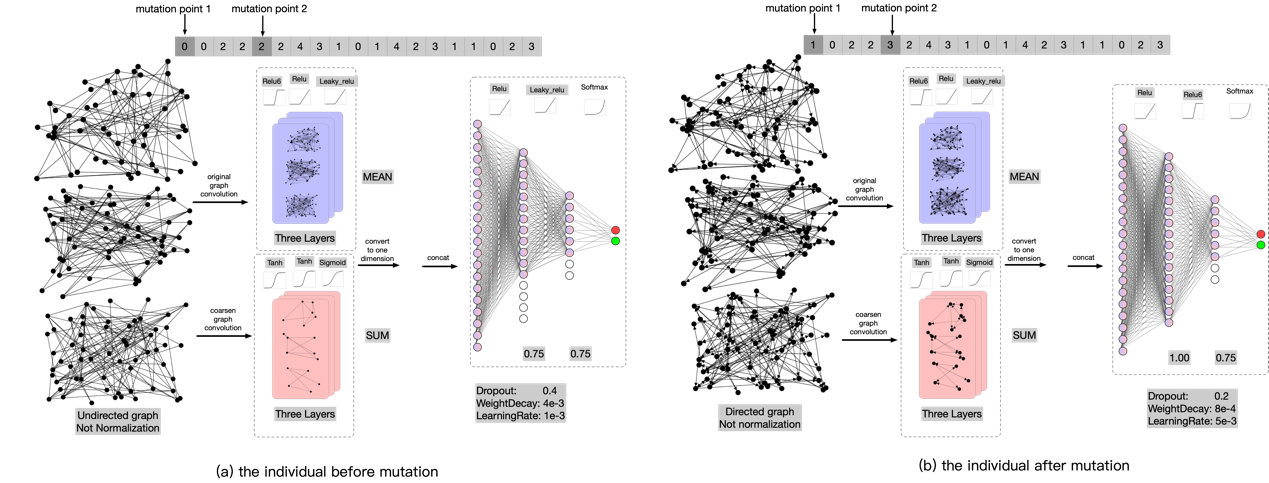 mutation point 1
mutation point 2
0 0 2 2 2 2 4 3 1 0 1 4 2 3 1 1 0 2 3
Relu6
Relu
Leaky_relu
original
graph
convolution
MEAN
Three Layers
Tanh
Tanh
Sigmoid
coarsen
graph
convolution
SUM
Three Layers
Undirected graph
Not Normalization
convert
to one
dimension
concat
Relu
Leaky_relu
Softmax
0.75
0.75
Dropout: 0.4
WeightDecay: 4e-3
LearningRate: 1e-3
(a) the individual before mutation
mutation point 1
mutation point 2
1 0 2 2 3 2 4 3 1 0 1 4 2 3 1 1 0 2 3
Relu6
Relu
Leaky_relu
original
graph
convolution
MEAN
Three Layers
Tanh
Tanh
Sigmoid
coarsen
graph
convolution
SUM
Three Layers
Directed graph
Not normalization
convert
to one
dimension
concat
Relu
Relu6
Softmax
1.00
0.75
Dropout: 0.2
WeightDecay: 8e-4
LearningRate: 5e-3
(b) the individual after mutation